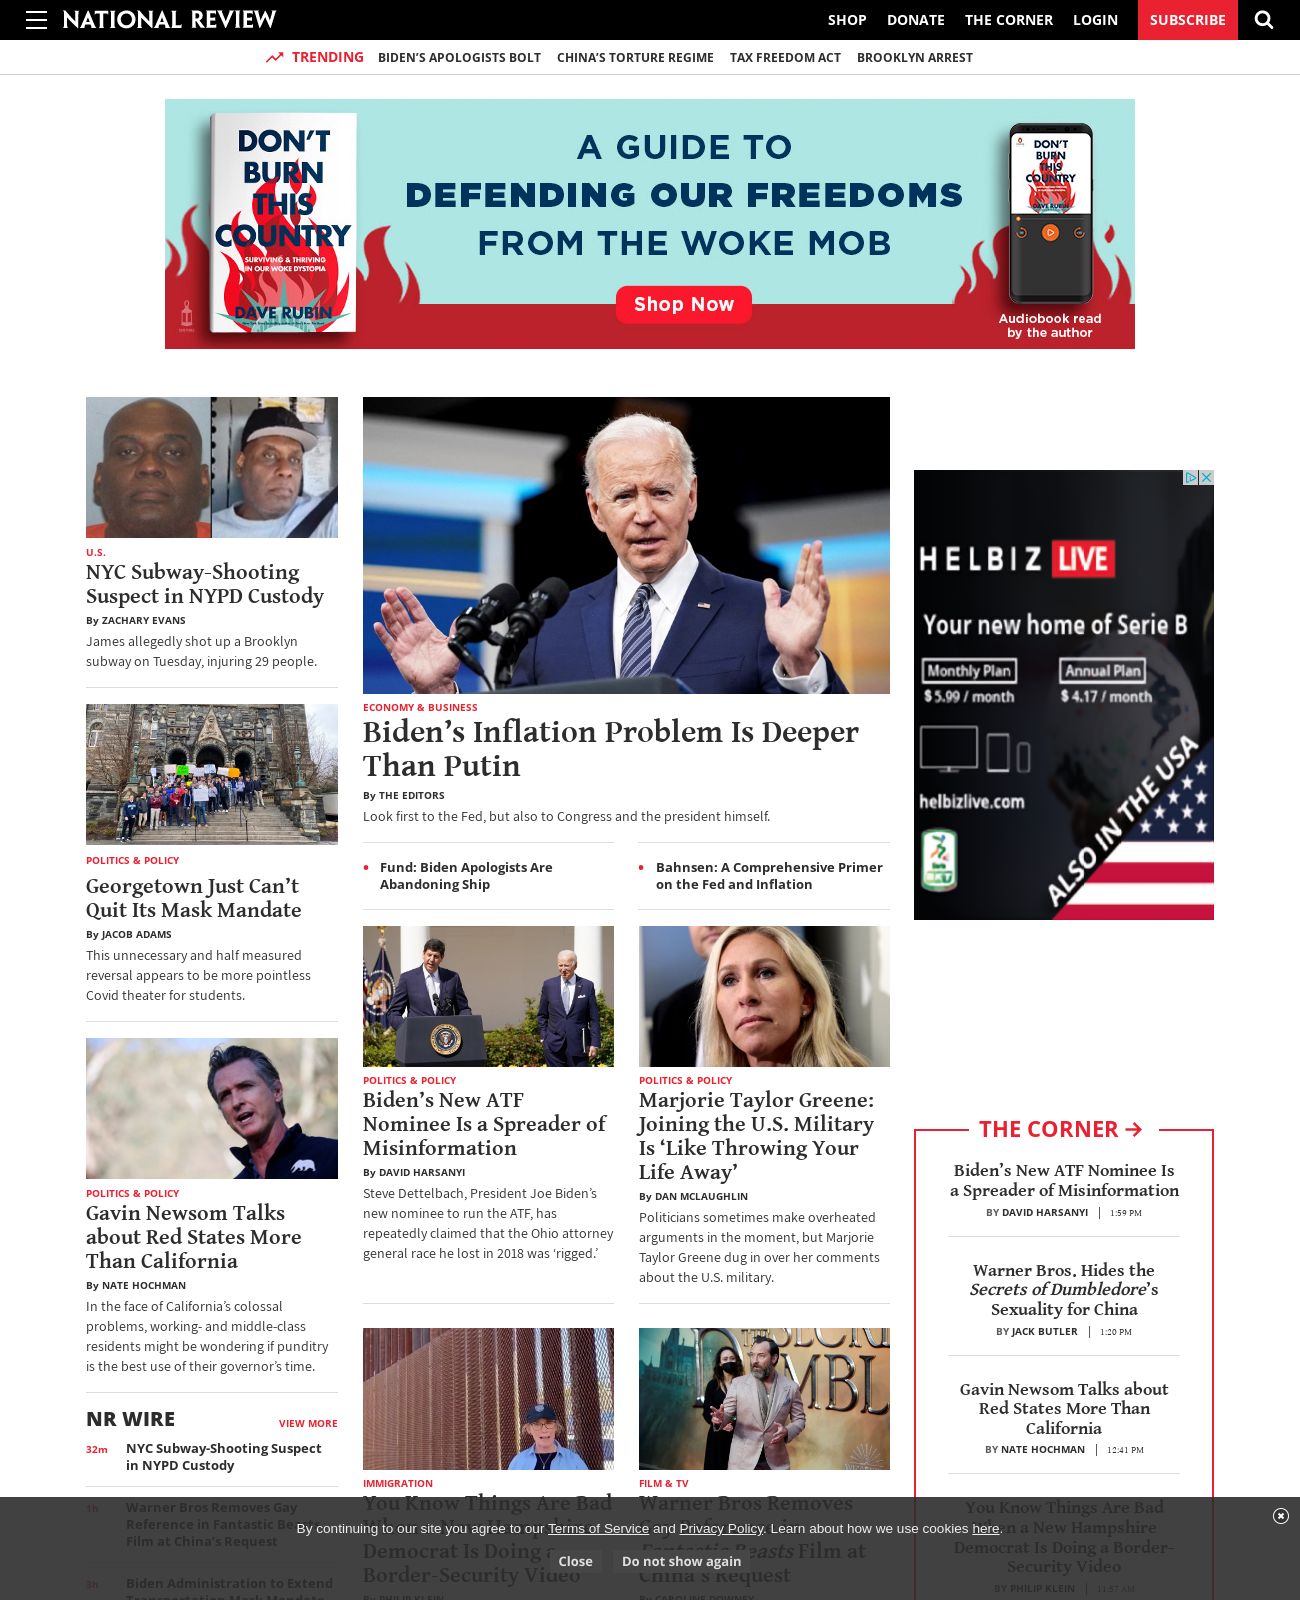 NATIONAL REVIEW
SHOP
DONATE
THE CORNER
LOGIN
SUBSCRIBE
TRENDING
BIDEN’S APOLOGISTS BOLT
CHINA’S TORTURE REGIME
TAX FREEDOM ACT
BROOKLYN ARREST
DON'T
BURN
THIS
COUNTRY
SURVIVING & THRIVING
IN OUR WOKE DYSTOPIA
DAVE RUBIN
A GUIDE TO
DEFENDING OUR FREEDOMS
FROM THE WOKE MOB
Shop Now
DON'T
BURN
THIS
COUNTRY
DAVE RUBIN
Audiobook read
by the author
U.S.
NYC Subway-Shooting
Suspect in NYPD Custody
By ZACHARY EVANS
James allegedly shot up a Brooklyn
subway on Tuesday, injuring 29 people.
POLITICS & POLICY
Georgetown Just Can’t
Quit Its Mask Mandate
By JACOB ADAMS
This unnecessary and half measured
reversal appears to be more pointless
Covid theater for students.
POLITICS & POLICY
Gavin Newsom Talks
about Red States More
Than California
By NATE HOCHMAN
In the face of California’s colossal
problems, working- and middle-class
residents might be wondering if punditry
is the best use of their governor’s time.
NR WIRE
VIEW MORE
32m
NYC Subway-Shooting Suspect
in NYPD Custody
1h
Warner Bros Removes Gay
Reference in Fantastic Beasts
Film at China’s Request
3h
Biden Administration to Extend
Transportation Mask Mandate
ECONOMY & BUSINESS
Biden’s Inflation Problem Is Deeper
Than Putin
By THE EDITORS
Look first to the Fed, but also to Congress and the president himself.
• Fund: Biden Apologists Are
Abandoning Ship
• Bahnsen: A Comprehensive Primer
on the Fed and Inflation
POLITICS & POLICY
Biden’s New ATF
Nominee Is a Spreader of
Misinformation
By DAVID HARSANYI
Steve Dettelbach, President Joe Biden’s
new nominee to run the ATF, has
repeatedly claimed that the Ohio attorney
general race he lost in 2018 was ‘rigged.’
POLITICS & POLICY
Marjorie Taylor Greene:
Joining the U.S. Military
Is ‘Like Throwing Your
Life Away’
By DAN MCLAUGHLIN
Politicians sometimes make overheated
arguments in the moment, but Marjorie
Taylor Greene dug in over her comments
about the U.S. military.
IMMIGRATION
You Know Things Are Bad
Democrat Is Doing a
Border-Security Video
By PHILIP KLEIN
FILM & TV
Warner Bros Removes
Fantastic Beasts Film at
China’s Request
By CAROLINE DOWNEY
HELBIZ LIVE
Your new home of Serie B
Monthly Plan
Annual Plan
$ 5.99 / month
$ 4.17 / month
helbizlive.com
ALSO IN THE USA
THE CORNER →
Biden’s New ATF Nominee Is
a Spreader of Misinformation
BY DAVID HARSANYI | 1:59 PM
Warner Bros. Hides the
Secrets of Dumbledore’s
Sexuality for China
BY JACK BUTLER | 1:20 PM
Gavin Newsom Talks about
Red States More Than
California
BY NATE HOCHMAN | 12:41 PM
You Know Things Are Bad
When a New Hampshire
Democrat Is Doing a Border-
Security Video
BY PHILIP KLEIN | 11:57 AM
By continuing to our site you agree to our Terms of Service and Privacy Policy. Learn about how we use cookies here.
Close
Do not show again